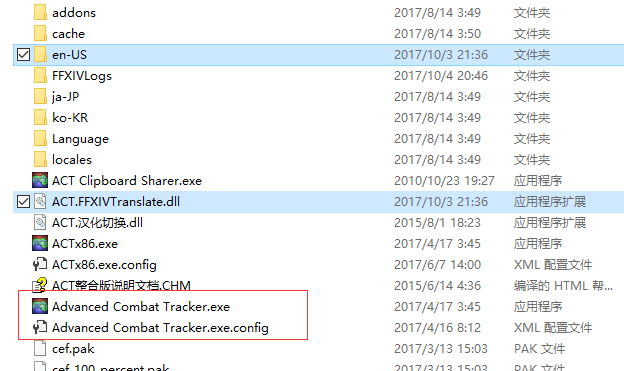 addons 2017/8/14 3:49 文件夹
cache 2017/8/14 3:50 文件夹
en-US 2017/10/3 21:36 文件夹
FFXIVLogs 2017/10/4 20:46 文件夹
ja-JP 2017/8/14 3:49 文件夹
ko-KR 2017/8/14 3:49 文件夹
Language 2017/8/14 3:49 文件夹
locales 2017/8/14 3:49 文件夹
ACT Clipboard Sharer.exe 2010/10/23 19:27 应用程序
ACT.FFXIVTranslate.dll 2017/10/3 21:36 应用程序扩展
ACT.汉化切换.dll 2015/8/1 18:23 应用程序扩展
ACTx86.exe 2017/4/17 3:45 应用程序
ACTx86.exe.config 2017/6/7 14:00 XML 配置文件
ACT整合版说明文档.CHM 2015/6/14 4:36 编译的 HTML 帮...
Advanced Combat Tracker.exe 2017/4/17 3:45 应用程序
Advanced Combat Tracker.exe.config 2017/4/16 8:12 XML 配置文件
cef.pak 2017/3/13 15:03 PAK 文件
cef_100_percent.pak 2017/3/13 15:03 PAK 文件